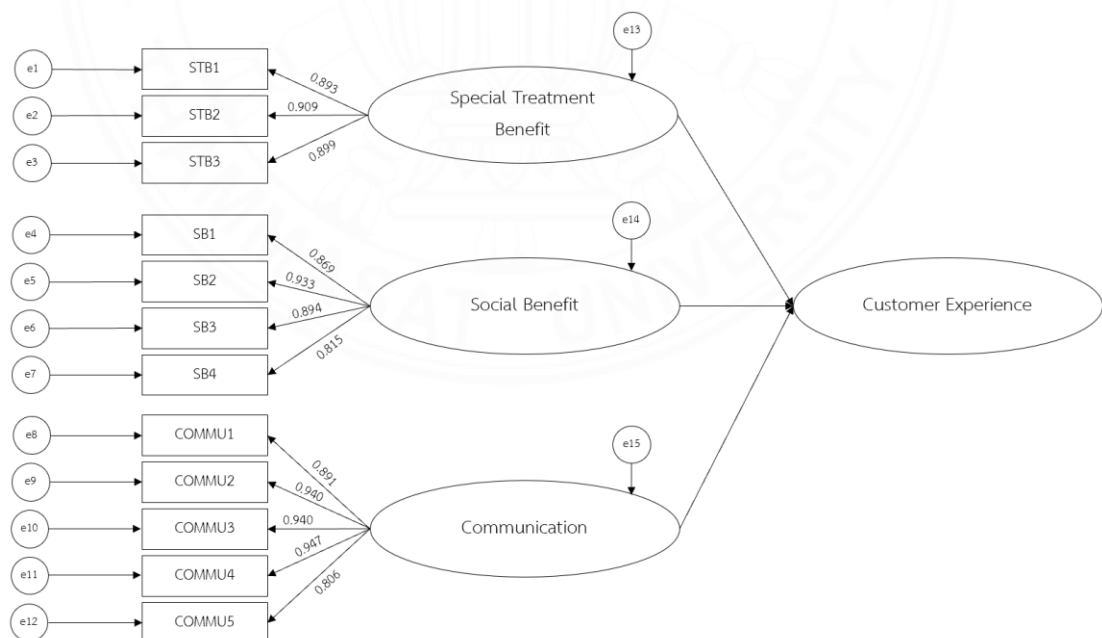 e13
e1
STB1
0.893
e2
STB2
0.909
Special Treatment
Benefit
e3
STB3
0.899
e14
e4
SB1
0.869
e5
SB2
0.933
Social Benefit
Customer Experience
e6
SB3
0.894
e7
SB4
0.815
e15
e8
COMMU1
0.891
e9
COMMU2
0.940
e10
COMMU3
0.940
Communication
e11
COMMU4
0.947
e12
COMMU5
0.806
UNIVERSITY